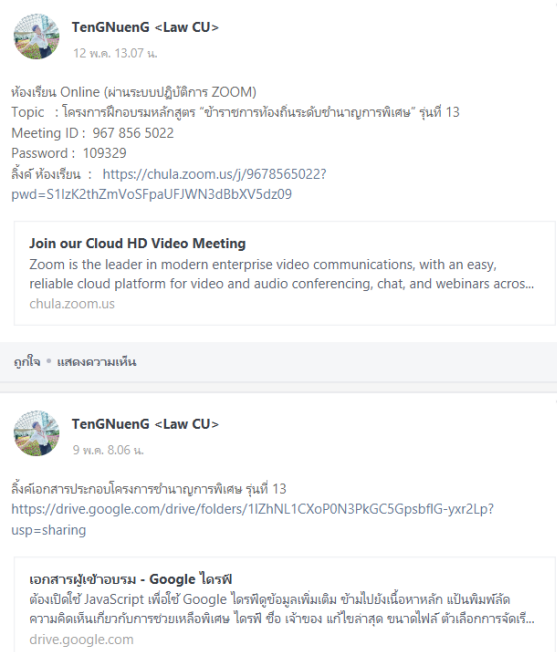 TenGNuenG <Law CU>
12 พ.ค. 13.07 น.
ห้องเรียน Online (ผ่านระบบปฏิบัติการ ZOOM)
Topic : โครงการฝึกอบรมหลักสูตร "ข้าราชการท้องถิ่นระดับชำนาญการพิเศษ" รุ่นที่ 13
Meeting ID : 967 856 5022
Password : 109329
ลิ้งค์ ห้องเรียน : https://chula.zoom.us/j/9678565022?
pwd=S1IzK2thZmVoSFpaUFJWN3dBbXV5dz09
Join our Cloud HD Video Meeting
Zoom is the leader in modern enterprise video communications, with an easy,
reliable cloud platform for video and audio conferencing, chat, and webinars acros...
chula.zoom.us
ถูกใจ • แสดงความเห็น
TenGNuenG <Law CU>
9 พ.ค. 8.06 น.
ลิ้งค์เอกสารประกอบโครงการชำนาญการพิเศษ รุ่นที่ 13
https://drive.google.com/drive/folders/1IZhNL1CXoP0N3PkGC5GpsbflG-yxr2Lp?
usp=sharing
เอกสารผู้เข้าอบรม - Google ไดรฟ์
ต้องเปิดใช้ JavaScript เพื่อใช้ Google ไดรฟ์ดูข้อมูลเพิ่มเติม ข้ามไปยังเนื้อหาหลัก แป้นพิมพ์ลัด
ความคิดเห็นเกี่ยวกับการช่วยเหลือพิเศษ ไดรฟ์ ชื่อ เจ้าของ แก้ไขล่าสุด ขนาดไฟล์ ตัวเลือกการจัดเรี...
drive.google.com